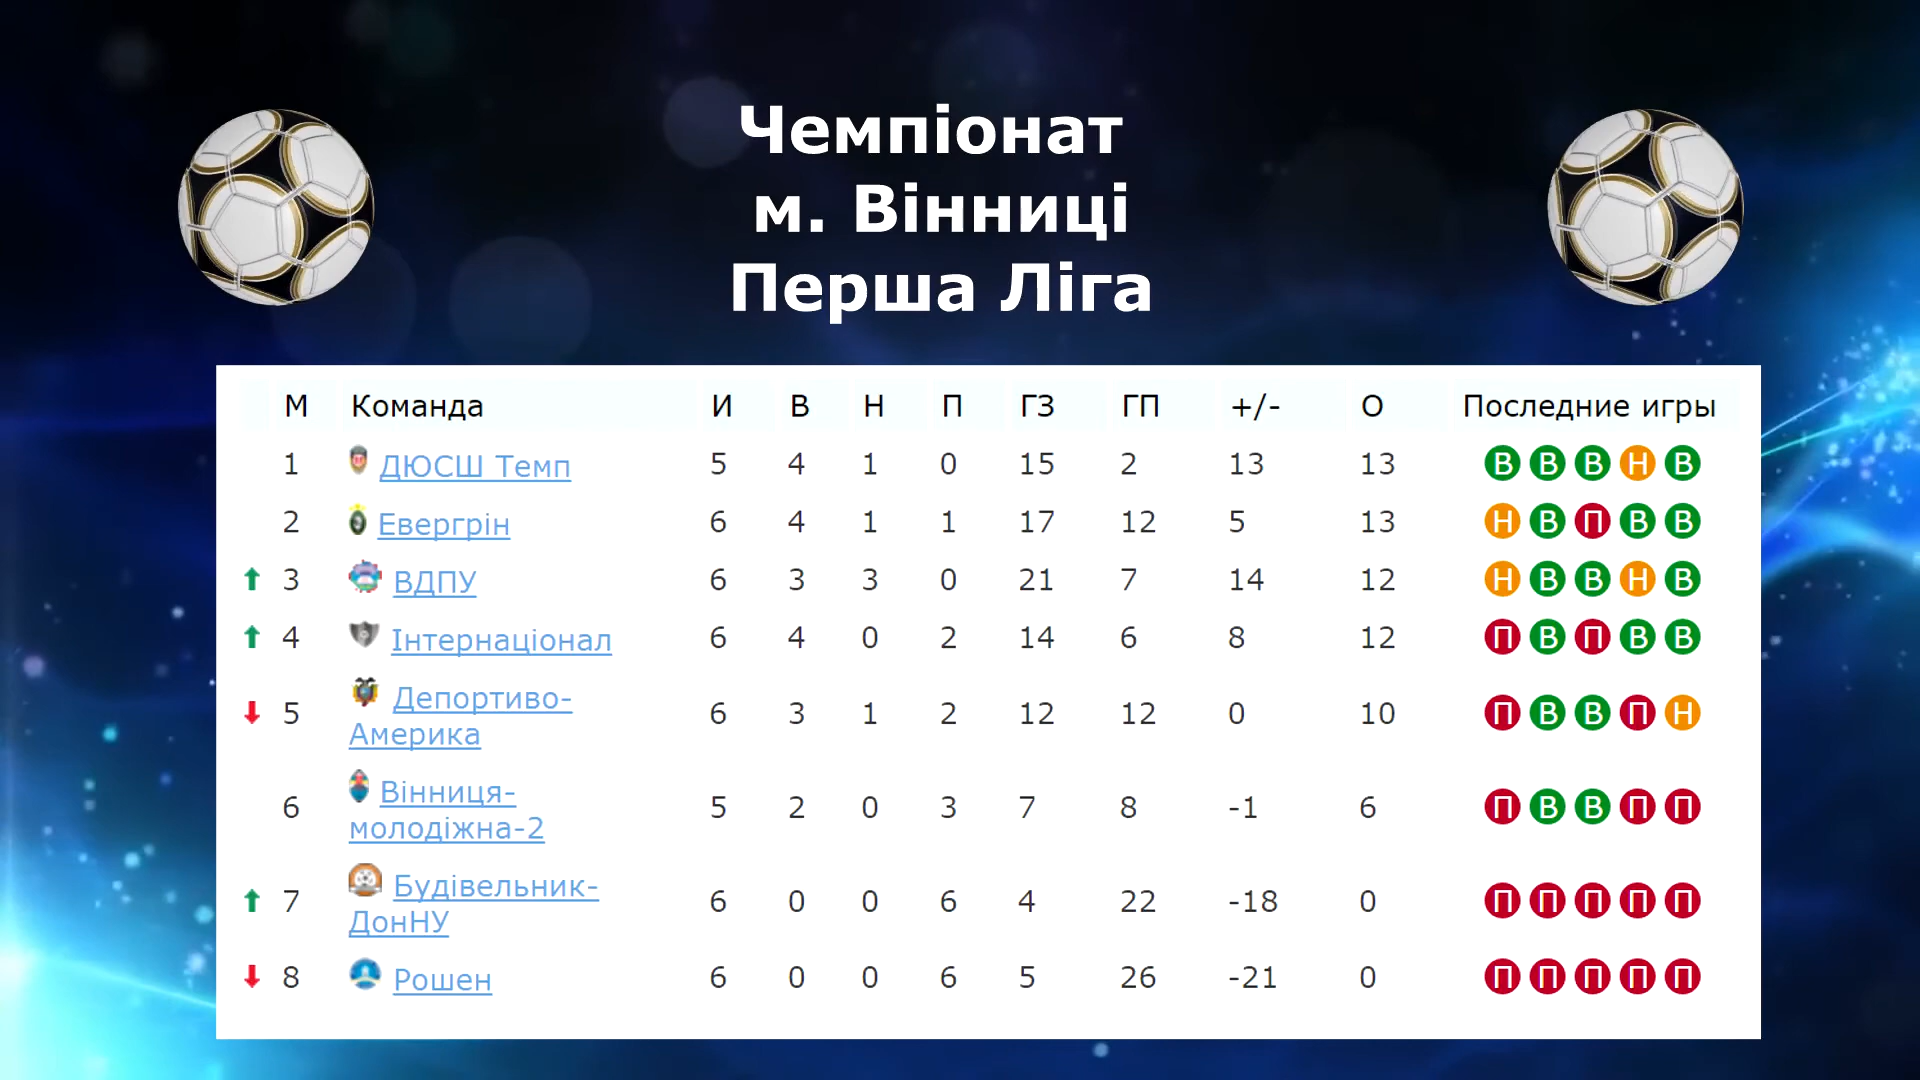 Чемпіонат
м. Вінниці
Перша Ліга
М Команда И В Н П ГЗ ГП +/- О Последние игры
1 ДЮСШ Темп 5 4 1 0 15 2 13 13 В В В Н В
2 Евергрін 6 4 1 1 17 12 5 13 Н В П В В
3 ВДПУ 6 3 3 0 21 7 14 12 Н В В Н В
4 Інтернаціонал 6 4 0 2 14 6 8 12 П В П В В
5 Депортиво-
Америка 6 3 1 2 12 12 0 10 П В В П Н
6 Вінниця-
молодіжна-2 5 2 0 3 7 8 -1 6 П В В П П
7 Будівельник-
ДонНУ 6 0 0 6 4 22 -18 0 П П П П П
8 Рошен 6 0 0 6 5 26 -21 0 П П П П П